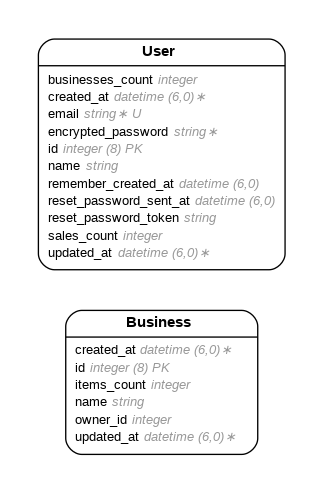 User
businesses_count integer
created_at datetime (6,0)∗
email string∗ U
encrypted_password string∗
id integer (8) PK
name string
remember_created_at datetime (6,0)
reset_password_sent_at datetime (6,0)
reset_password_token string
sales_count integer
updated_at datetime (6,0)∗
Business
created_at datetime (6,0)∗
id integer (8) PK
items_count integer
name string
owner_id integer
updated_at datetime (6,0)∗